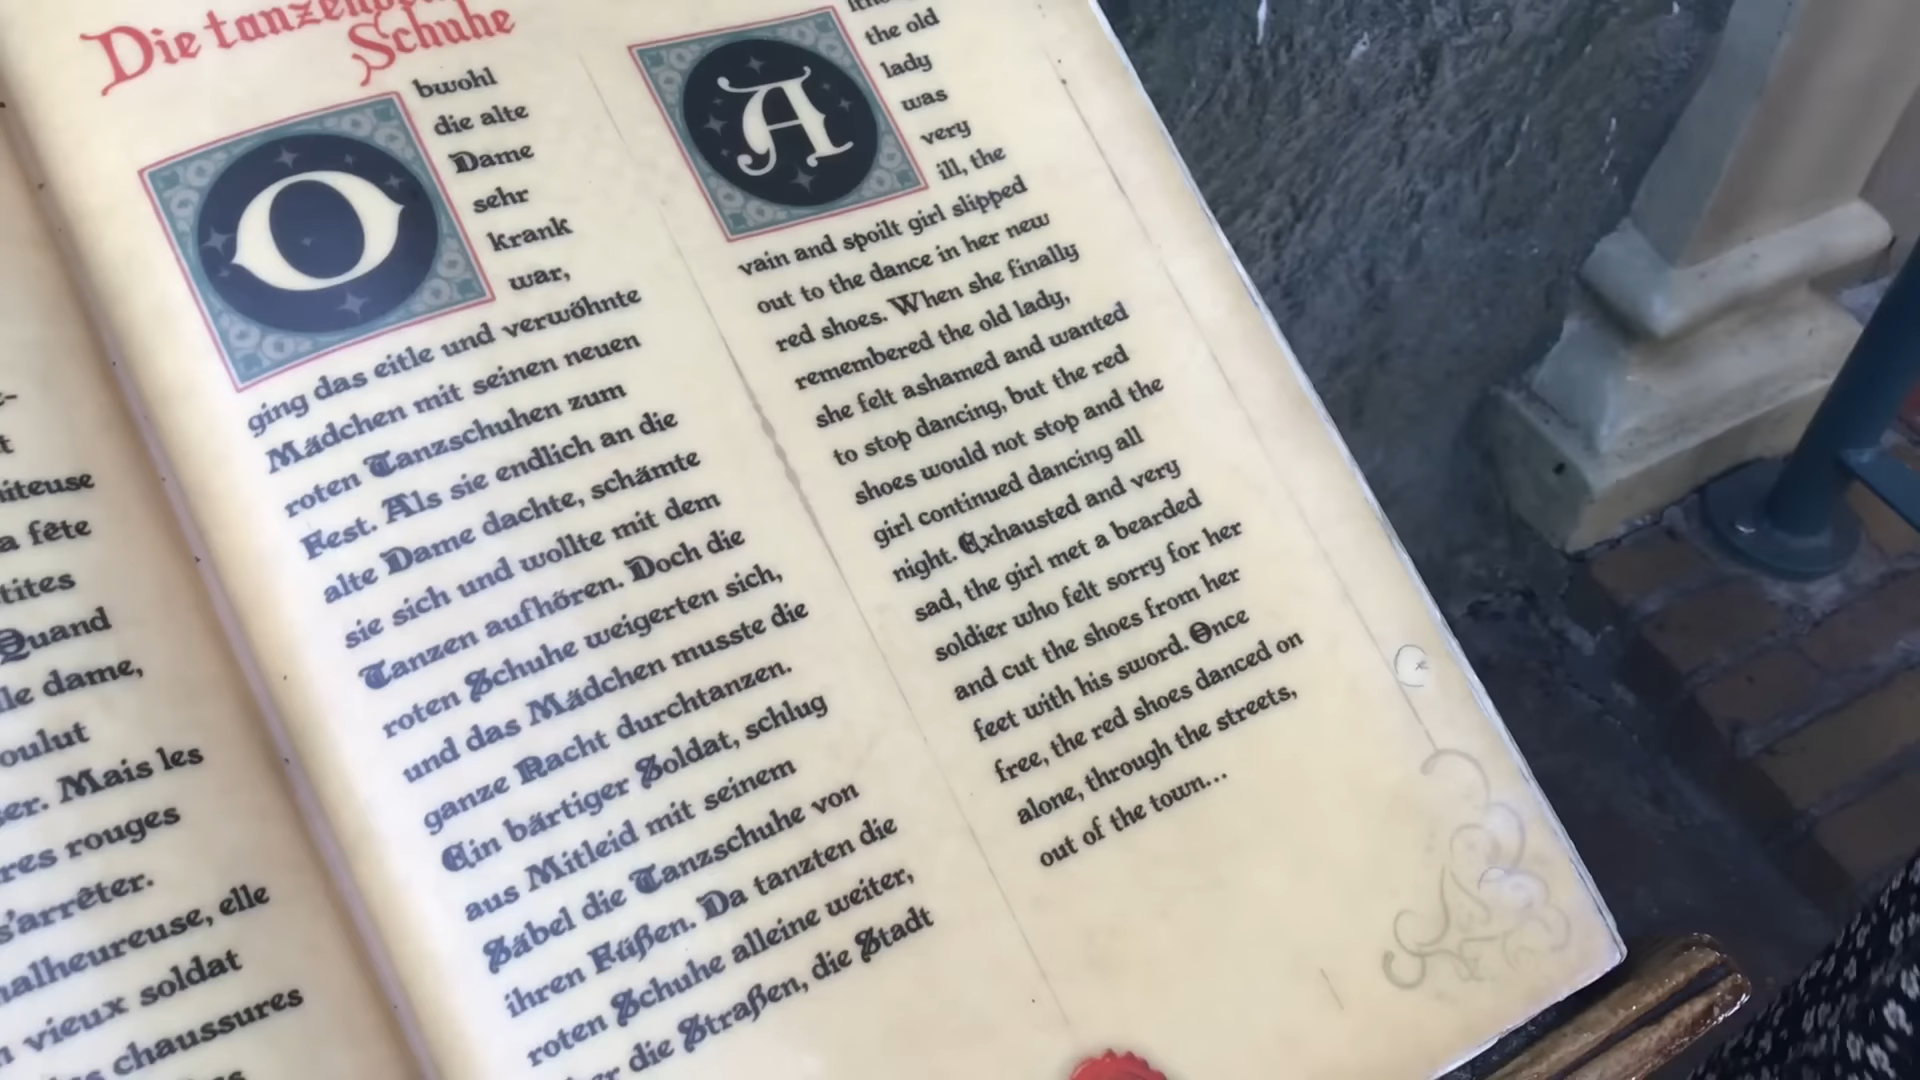 -
t
iteuse
a fête
tites
Quand
lle dame,
oulut
er. Mais les
res rouges
s'arrêter.
malheureuse, elle
n vieux soldat
es chaussures
Die tanzenden
Schuhe
Obwohl
die alte
Dame
sehr
krank
war,
ging das eitle und verwöhnte
Mädchen mit seinen neuen
roten Tanzschuhen zum
Fest. Als sie endlich an die
alte Dame dachte, schämte
sie sich und wollte mit dem
Tanzen aufhören. Doch die
roten Schuhe weigerten sich,
und das Mädchen musste die
ganze Nacht durchtanzen.
Ein bärtiger Soldat, schlug
aus Mitleid mit seinem
Säbel die Tanzschuhe von
ihren Füßen. Da tanzten die
roten Schuhe alleine weiter,
die Straßen, die Stadt
Although
the old
lady
was
very
ill, the
vain and spoilt girl slipped
out to the dance in her new
red shoes. When she finally
remembered the old lady,
she felt ashamed and wanted
to stop dancing, but the red
shoes would not stop and the
girl continued dancing all
night. Exhausted and very
sad, the girl met a bearded
soldier who felt sorry for her
and cut the shoes from her
feet with his sword. Once
free, the red shoes danced on
alone, through the streets,
out of the town...